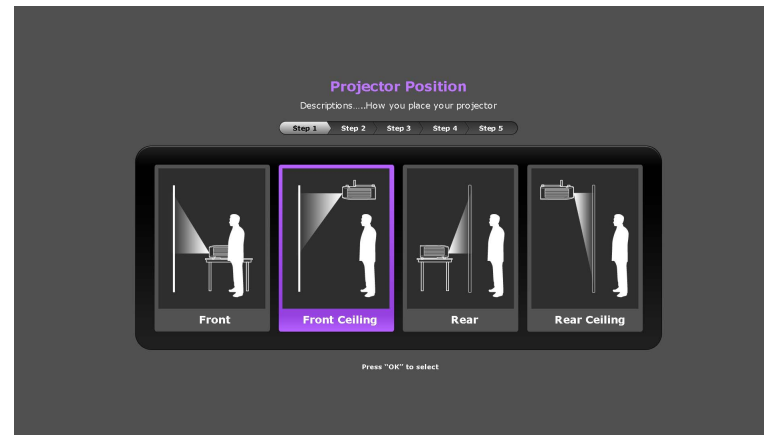 Projector Position
Descriptions.....How you place your projector
Step 1 Step 2 Step 3 Step 4 Step 5
Front Front Ceiling Rear Rear Ceiling
Press "OK" to select